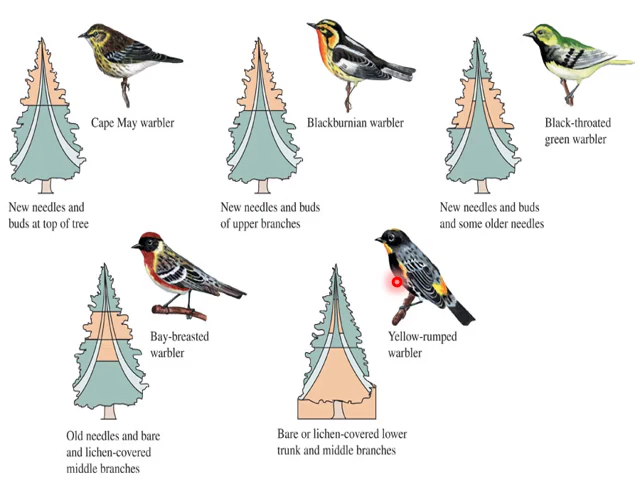 Cape May warbler
Blackburnian warbler
Black-throated
green warbler
New needles and
buds at top of tree
New needles and buds
of upper branches
New needles and buds
and some older needles
Bay-breasted
warbler
Yellow-rumped
warbler
Old needles and bare
and lichen-covered
middle branches
Bare or lichen-covered lower
trunk and middle branches